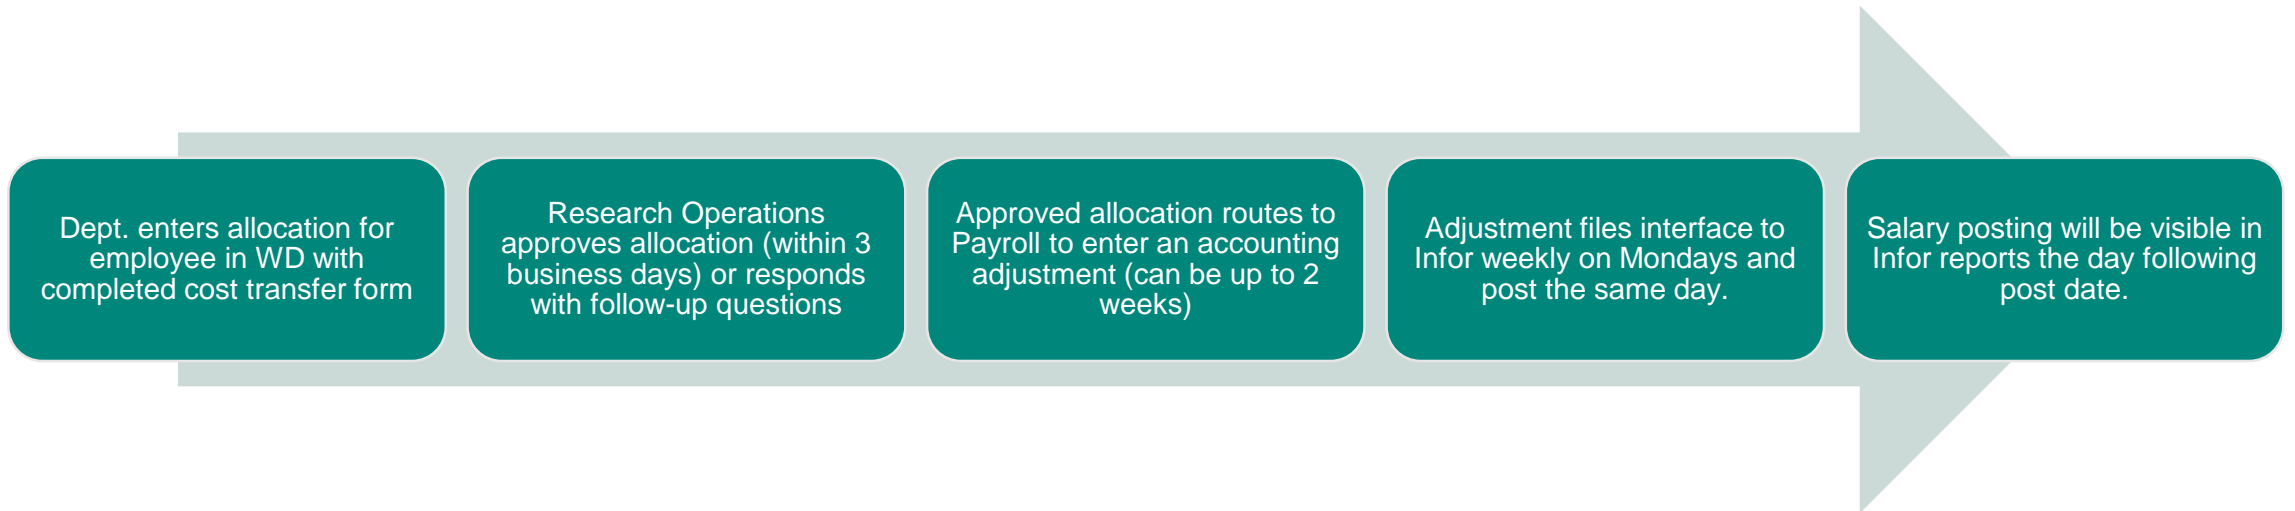 Dept. enters allocation for
employee in WD with
completed cost transfer form
Research Operations
approves allocation (within 3
business days) or responds
with follow-up questions
Approved allocation routes to
Payroll to enter an accounting
adjustment (can be up to 2
weeks)
Adjustment files interface to
Infor weekly on Mondays and
post the same day.
Salary posting will be visible in
Infor reports the day following
post date.